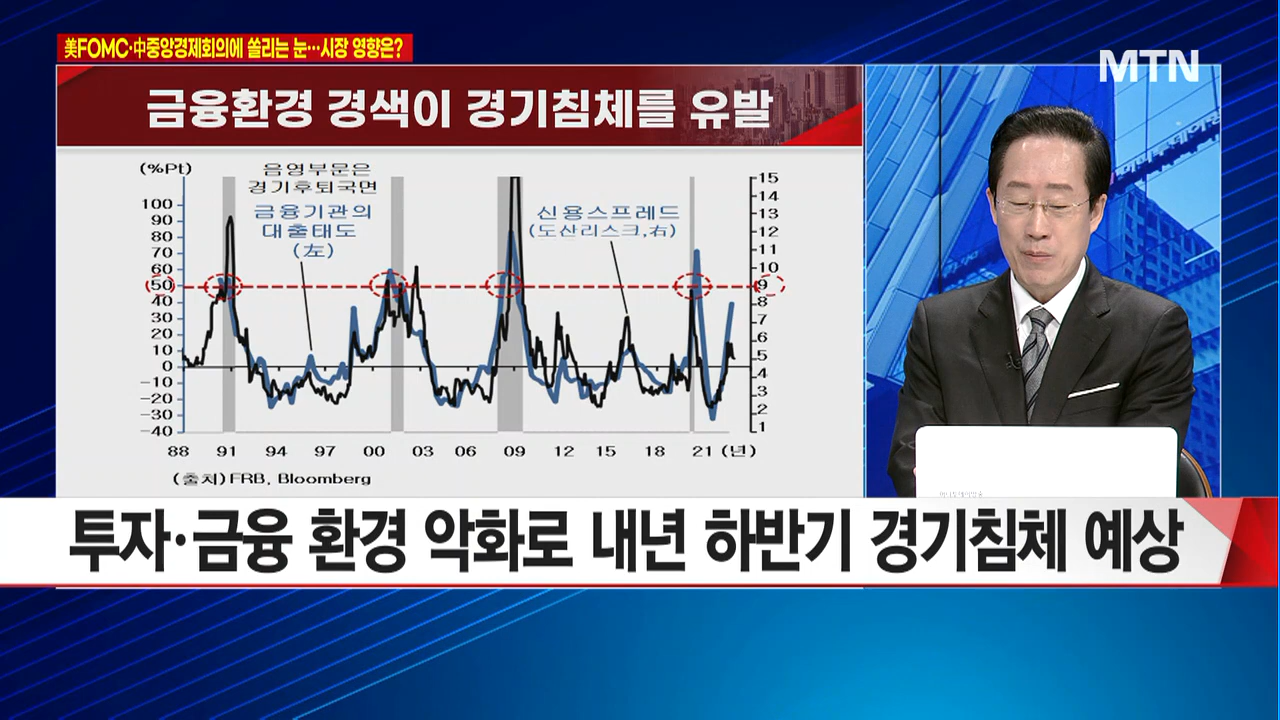 美FOMC·中중앙경제회의에 쏠리는 눈…시장 영향은?
MTN
금융환경 경색이 경기침체를 유발
(%Pt)
음영부문은
경기후퇴국면
금융기관의
대출태도
(左)
신용스프레드
(도산리스크,右)
100
90
80
70
60
50
40
30
20
10
0
-10
-20
-30
-40
15
14
13
12
11
10
9
8
7
6
5
4
3
2
1
88 91 94 97 00 03 06 09 12 15 18 21 (년)
(출처)FRB, Bloomberg
투자·금융 환경 악화로 내년 하반기 경기침체 예상